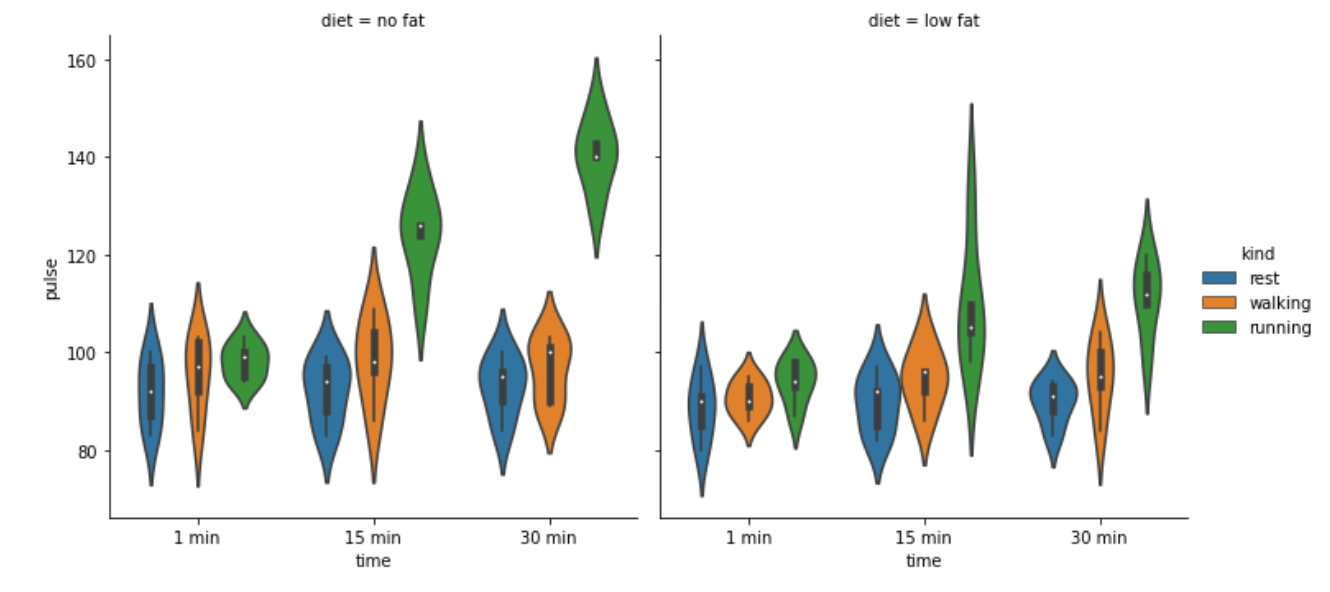 diet = no fat
diet = low fat
160
140
120
100
80
pulse
1 min
15 min
30 min
time
1 min
15 min
30 min
time
kind
rest
walking
running